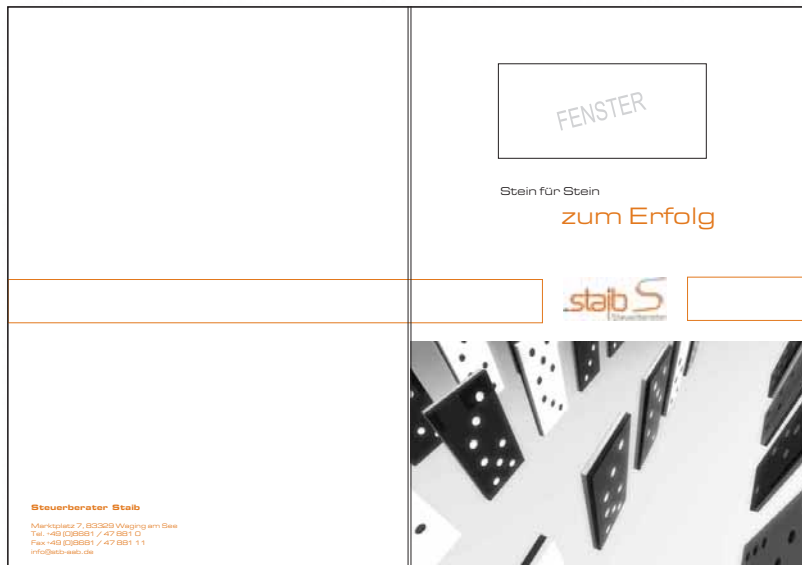 FENSTER
Stein für Stein
zum Erfolg
staib S
Steuerberater
Steuerberater Staib
Marktplatz 7, 83329 Waging am See
Tel. +49 (0)8681 / 47 881 0
Fax +49 (0)8681 / 47 881 11
info@stb-aab.de